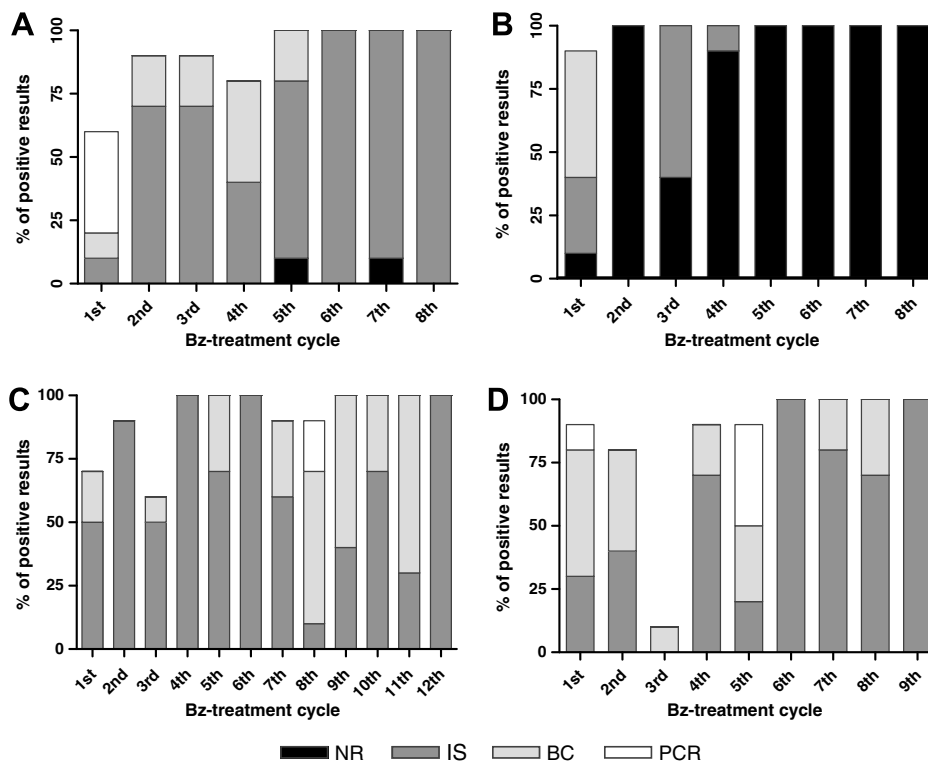 A
% of positive results
100
75
50
25
0
1st 2nd 3rd 4th 5th 6th 7th 8th
Bz-treatment cycle
B
% of positive results
100
75
50
25
0
1st 2nd 3rd 4th 5th 6th 7th 8th
Bz-treatment cycle
C
% of positive results
100
75
50
25
0
1st 2nd 3rd 4th 5th 6th 7th 8th 9th 10th 11th 12th
Bz-treatment cycle
D
% of positive results
100
75
50
25
0
1st 2nd 3rd 4th 5th 6th 7th 8th 9th
Bz-treatment cycle
NR IS BC PCR